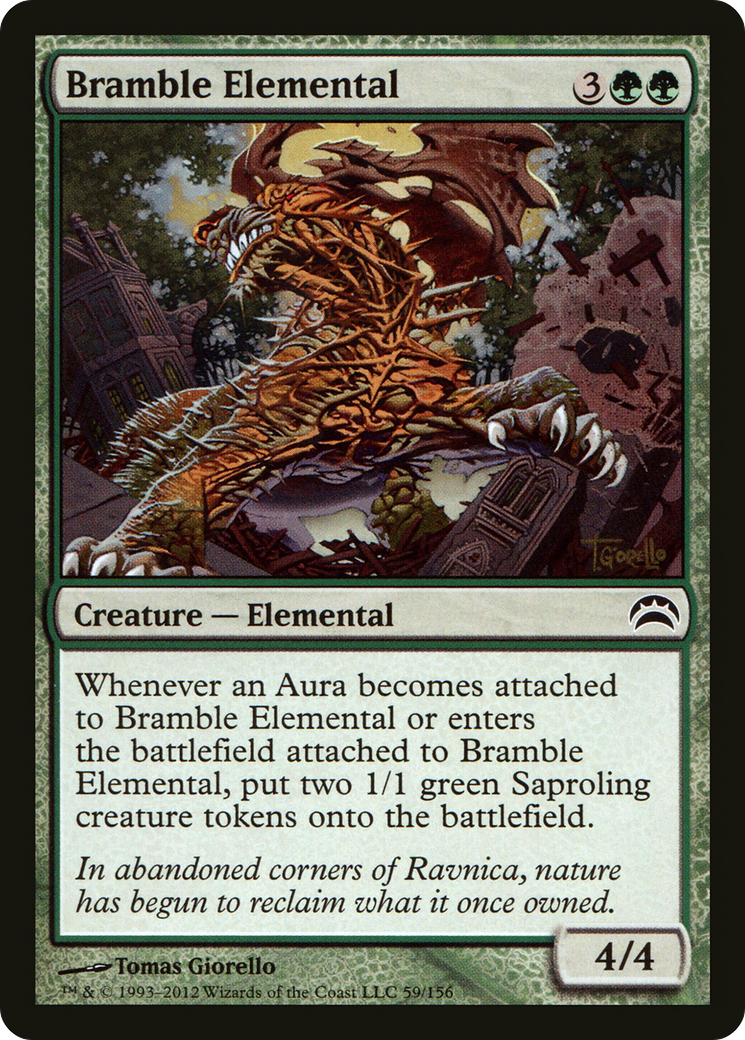 Bramble Elemental 3
T.GIORELLO
Creature — Elemental
Whenever an Aura becomes attached
to Bramble Elemental or enters
the battlefield attached to Bramble
Elemental, put two 1/1 green Saproling
creature tokens onto the battlefield.
In abandoned corners of Ravnica, nature
has begun to reclaim what it once owned.
4/4
Tomas Giorello
™ & © 1993–2012 Wizards of the Coast LLC 59/156